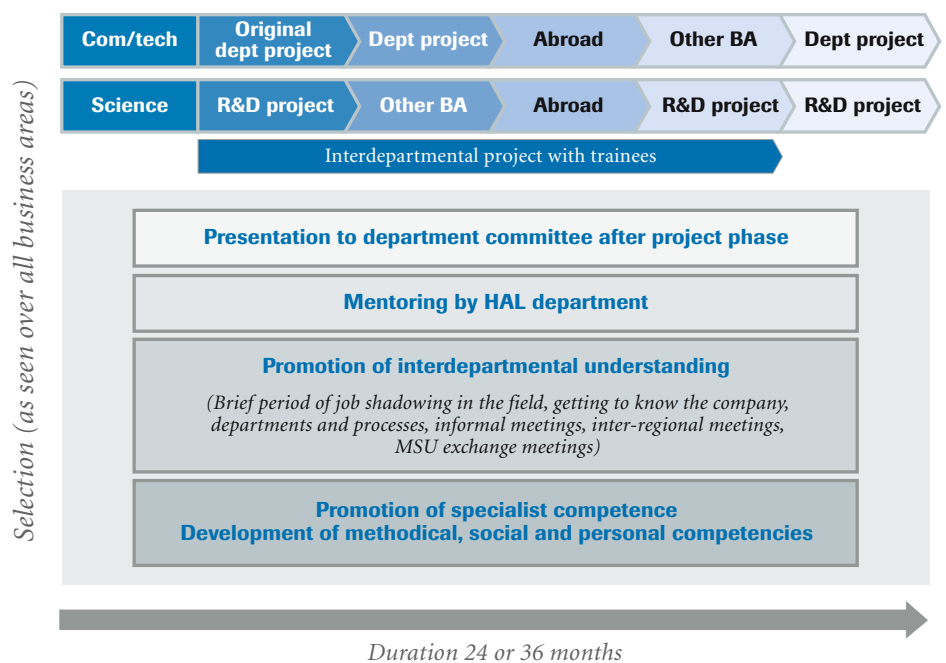 Com/tech
Original
dept project
Dept project
Abroad
Other BA
Dept project
Science
R&D project
Other BA
Abroad
R&D project
R&D project
Interdepartmental project with trainees
Selection (as seen over all business areas)
Presentation to department committee after project phase
Mentoring by HAL department
Promotion of interdepartmental understanding
(Brief period of job shadowing in the field, getting to know the company,
departments and processes, informal meetings, inter-regional meetings,
MSU exchange meetings)
Promotion of specialist competence
Development of methodical, social and personal competencies
Duration 24 or 36 months